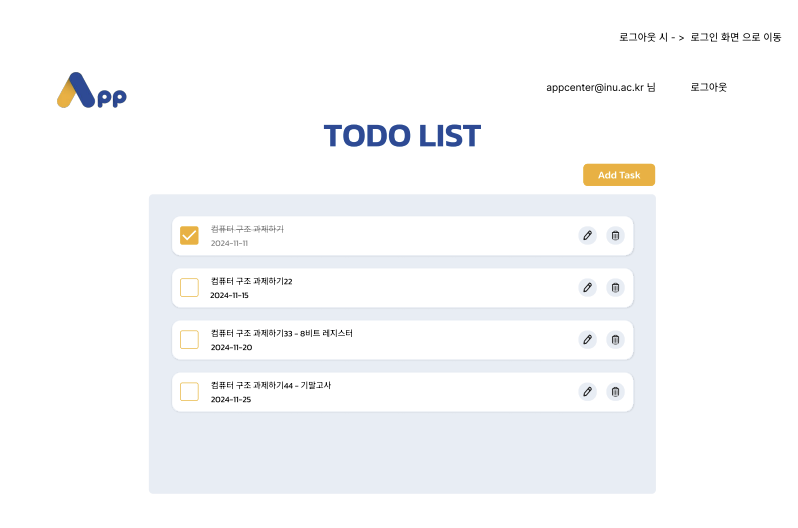 로그아웃 시 - > 로그인 화면 으로 이동
App
appcenter@inu.ac.kr 님 로그아웃
TODO LIST
Add Task
컴퓨터 구조 과제하기
2024-11-11
컴퓨터 구조 과제하기22
2024-11-15
컴퓨터 구조 과제하기33 - 8비트 레지스터
2024-11-20
컴퓨터 구조 과제하기44 - 기말고사
2024-11-25